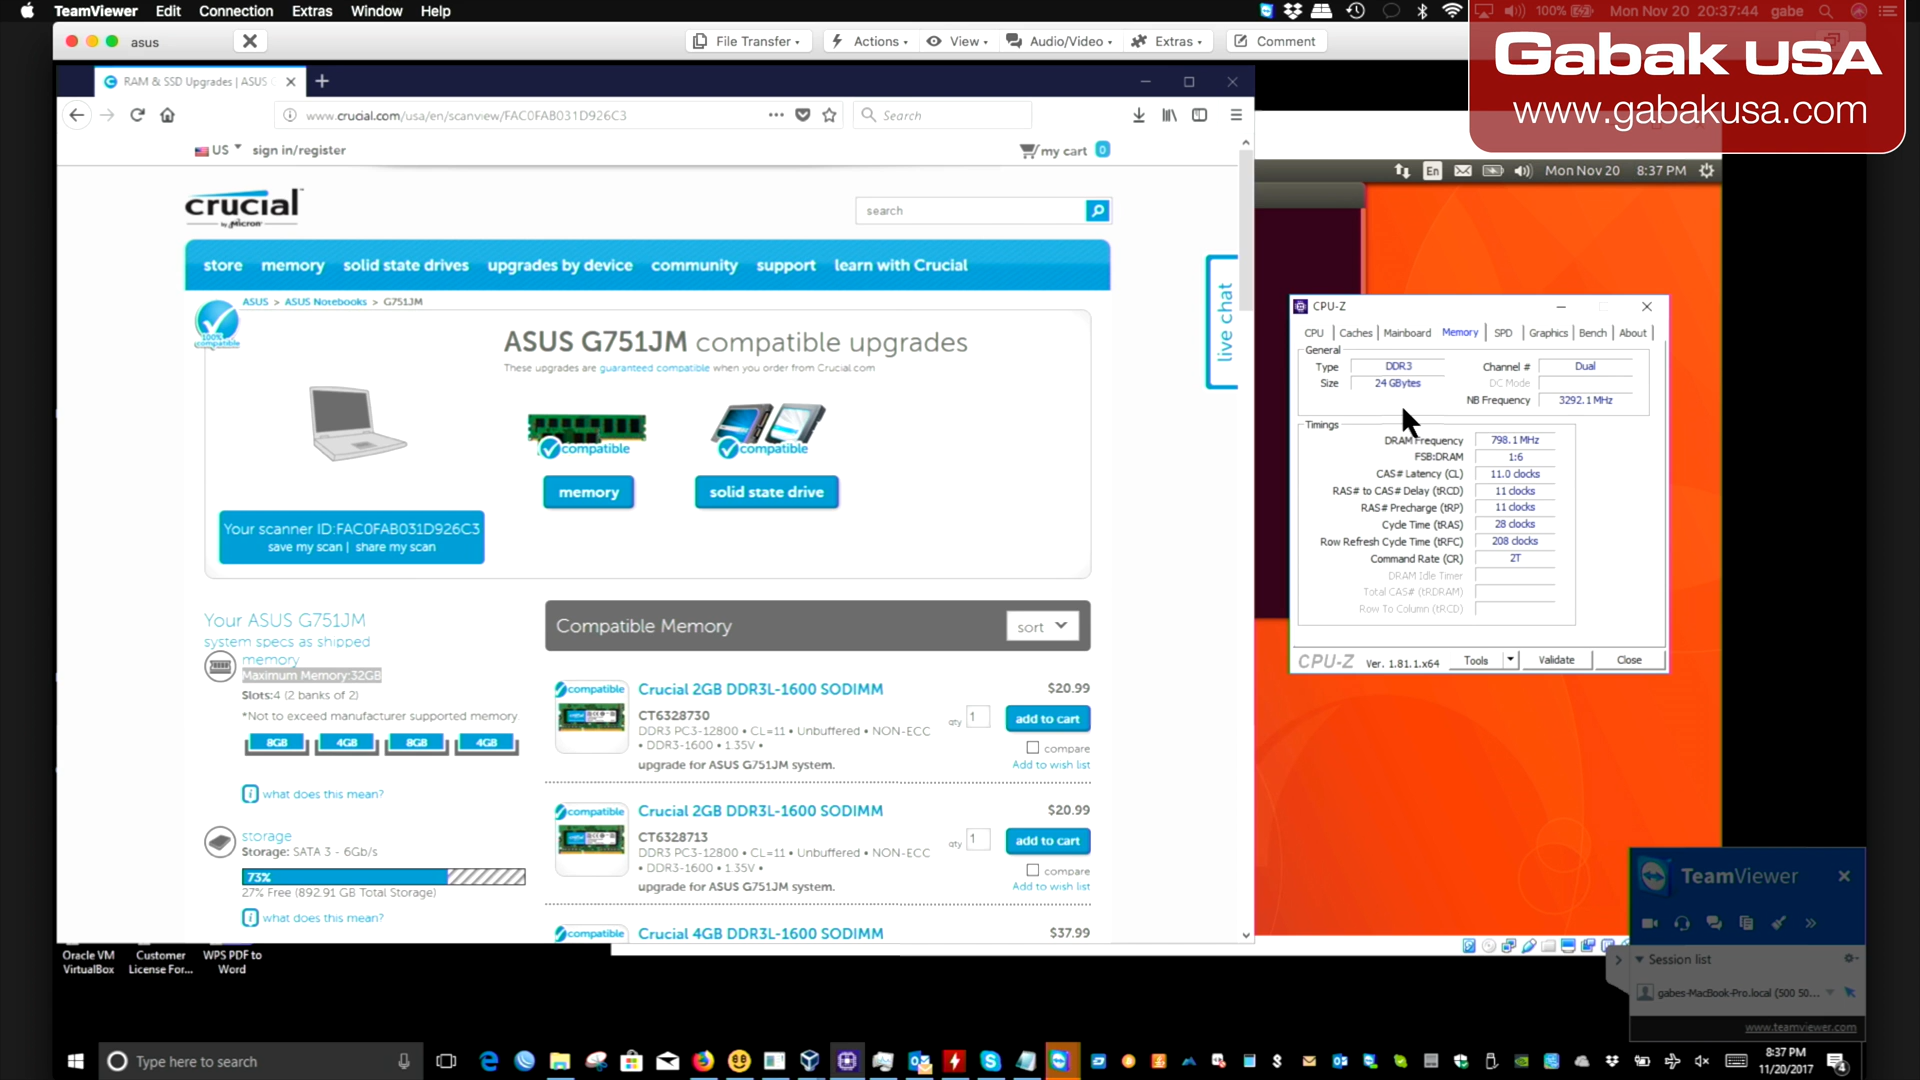 TeamViewer Edit Connection Extras Window Help
100% Mon Nov 20 20:37:44 gabe
Gabak USA
www.gabakusa.com
asus
File Transfer Actions View Audio/Video Extras Comment
RAM & SSD Upgrades | ASUS
www.crucial.com/usa/en/scanview/FAC0FAB031D926C3
Search
US sign in/register
my cart 0
crucial
by Micron
search
store memory solid state drives upgrades by device community support learn with Crucial
live chat
ASUS > ASUS Notebooks > G751JM
100% compatible
ASUS G751JM compatible upgrades
These upgrades are guaranteed compatible when you order from Crucial.com
compatible
compatible
memory
solid state drive
Your scanner ID:FAC0FAB031D926C3
save my scan | share my scan
Your ASUS G751JM
system specs as shipped
memory
Maximum Memory:32GB
Slots:4 (2 banks of 2)
*Not to exceed manufacturer supported memory.
8GB 4GB 8GB 4GB
what does this mean?
storage
Storage: SATA 3 - 6Gb/s
73%
27% Free (892.91 GB Total Storage)
what does this mean?
Compatible Memory
sort
compatible
Crucial 2GB DDR3L-1600 SODIMM
$20.99
CT6328730
DDR3 PC3-12800 • CL=11 • Unbuffered • NON-ECC
• DDR3-1600 • 1.35V •
upgrade for ASUS G751JM system.
qty 1
add to cart
compare
Add to wish list
compatible
Crucial 2GB DDR3L-1600 SODIMM
$20.99
CT6328713
DDR3 PC3-12800 • CL=11 • Unbuffered • NON-ECC
• DDR3-1600 • 1.35V •
upgrade for ASUS G751JM system.
qty 1
add to cart
compare
Add to wish list
compatible
Crucial 4GB DDR3L-1600 SODIMM
$37.99
En
Mon Nov 20 8:37 PM
CPU-Z
CPU Caches Mainboard Memory SPD Graphics Bench About
General
Type DDR3 Channel # Dual
Size 24 GBytes DC Mode
NB Frequency 3292.1 MHz
Timings
DRAM Frequency 798.1 MHz
FSB:DRAM 1:6
CAS# Latency (CL) 11.0 clocks
RAS# to CAS# Delay (tRCD) 11 clocks
RAS# Precharge (tRP) 11 clocks
Cycle Time (tRAS) 28 clocks
Row Refresh Cycle Time (tRFC) 208 clocks
Command Rate (CR) 2T
DRAM Idle Timer
Total CAS# (tRDRAM)
Row To Column (tRCD)
CPU-Z Ver. 1.81.1.x64 Tools Validate Close
TeamViewer
Session list
gabes-MacBook-Pro.local (500 50...
www.teamviewer.com
Oracle VM
VirtualBox
Customer
License For...
WPS PDF to
Word
Type here to search
8:37 PM
11/20/2017
4